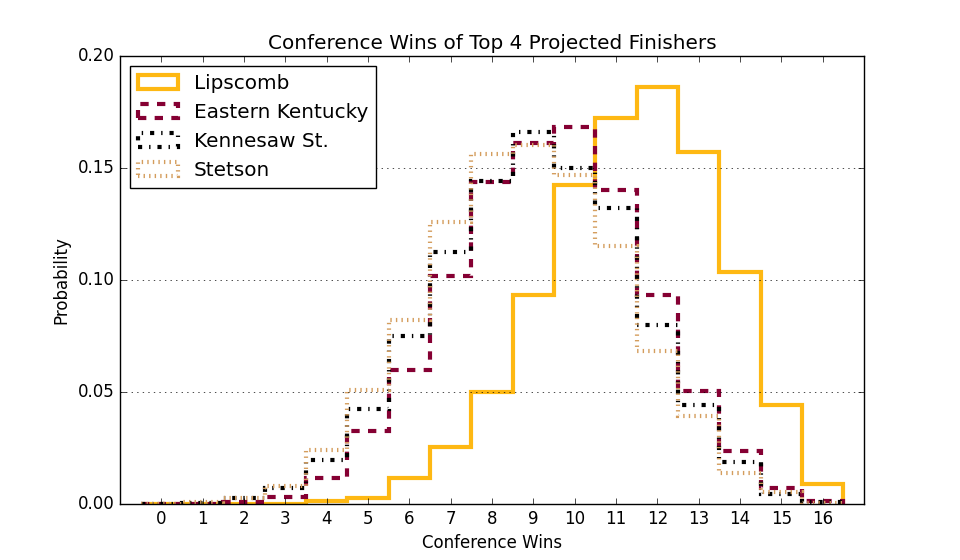 Conference Wins of Top 4 Projected Finishers
Lipscomb
Eastern Kentucky
Kennesaw St.
Stetson
0.20
0.15
0.10
0.05
0.00
Probability
0 1 2 3 4 5 6 7 8 9 10 11 12 13 14 15 16
Conference Wins